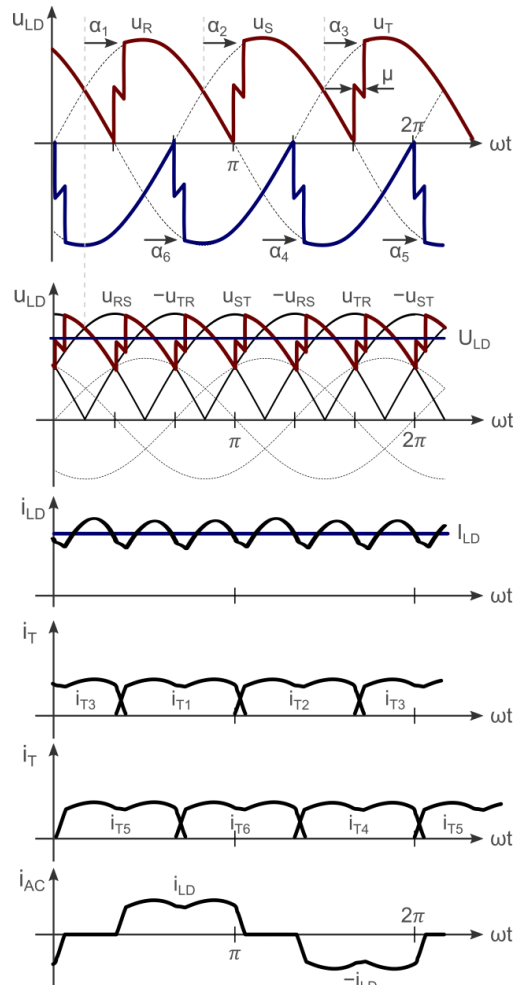 u_LD α₁ u_R α₂ u_S α₃ u_T
μ
2π
π ωt
α₆ α₄ α₅
u_LD u_RS −u_TR u_ST −u_RS u_TR −u_ST
U_LD
π 2π ωt
i_LD
I_LD
ωt
i_T
i_T3 i_T1 i_T2 i_T3
ωt
i_T
i_T5 i_T6 i_T4 i_T5
ωt
i_AC i_LD
2π
π ωt
−i_LD